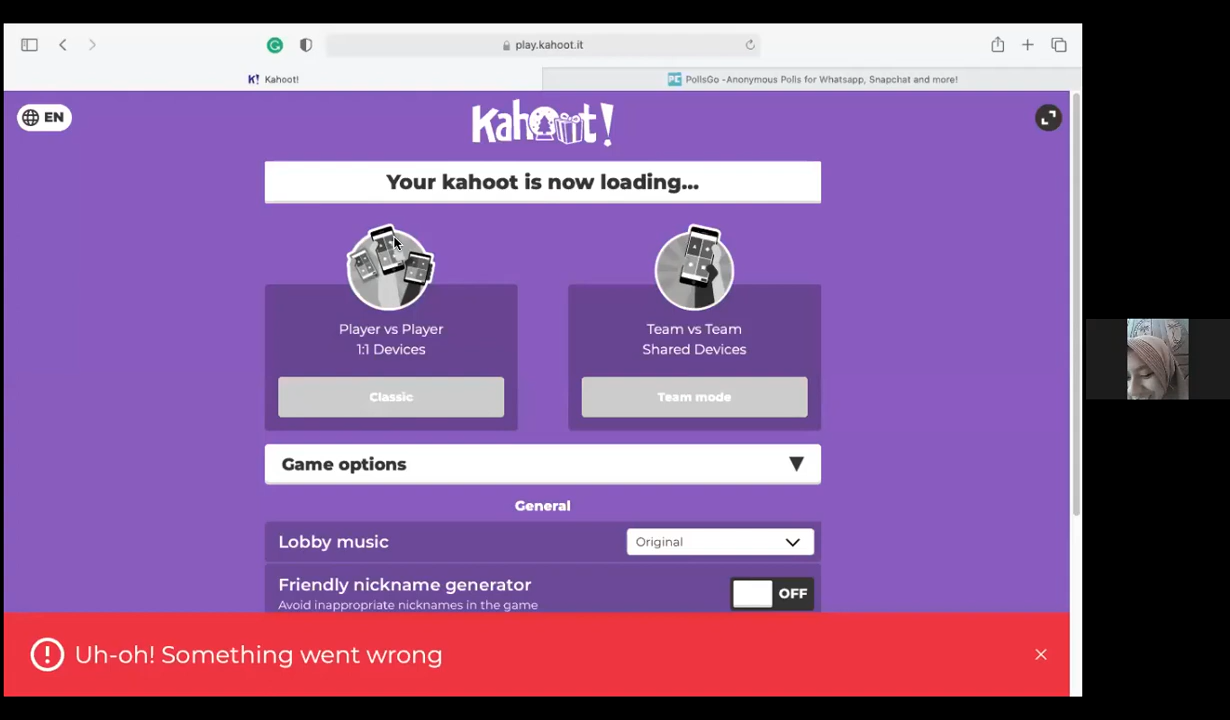 play.kahoot.it
K! Kahoot!
PC PollsGo -Anonymous Polls for Whatsapp, Snapchat and more!
EN
Kahoot!
Your kahoot is now loading...
Player vs Player
1:1 Devices
Classic
Team vs Team
Shared Devices
Team mode
Game options
General
Lobby music
Original
Friendly nickname generator
OFF
Avoid inappropriate nicknames in the game
Uh-oh! Something went wrong